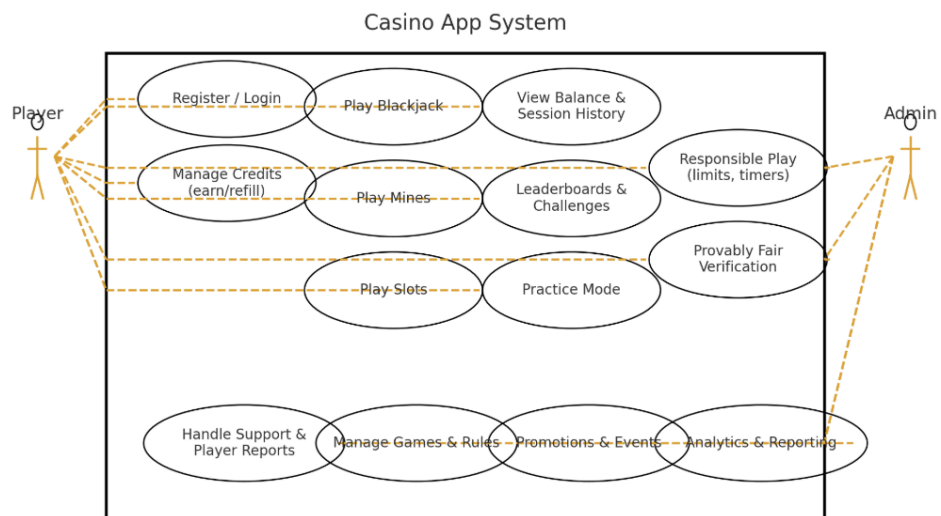 Casino App System
Player
Admin
Register / Login
Play Blackjack
View Balance &
Session History
Manage Credits
(earn/refill)
Play Mines
Leaderboards &
Challenges
Responsible Play
(limits, timers)
Play Slots
Practice Mode
Provably Fair
Verification
Handle Support &
Player Reports
Manage Games & Rules
Promotions & Events
Analytics & Reporting